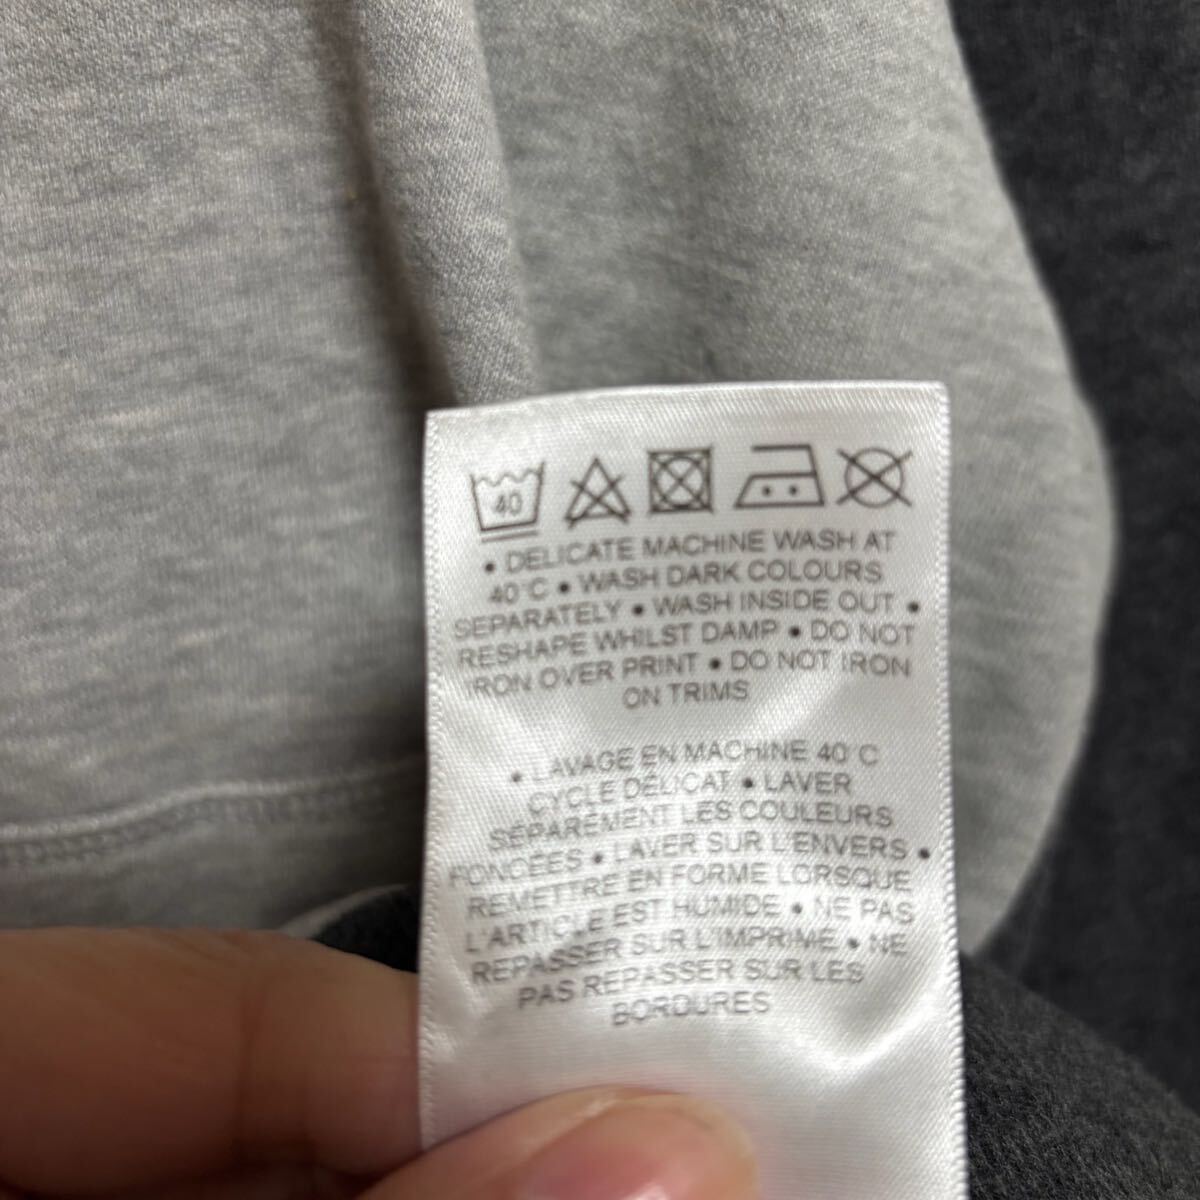 40
• DELICATE MACHINE WASH AT
40°C • WASH DARK COLOURS
SEPARATELY • WASH INSIDE OUT •
RESHAPE WHILST DAMP • DO NOT
IRON OVER PRINT • DO NOT IRON
ON TRIMS
• LAVAGE EN MACHINE 40°C
CYCLE DÉLICAT • LAVER
SÉPARÉMENT LES COULEURS
FONCÉES • LAVER SUR L'ENVERS •
REMETTRE EN FORME LORSQUE
L'ARTICLE EST HUMIDE • NE PAS
REPASSER SUR L'IMPRIMÉ • NE
PAS REPASSER SUR LES
BORDURES